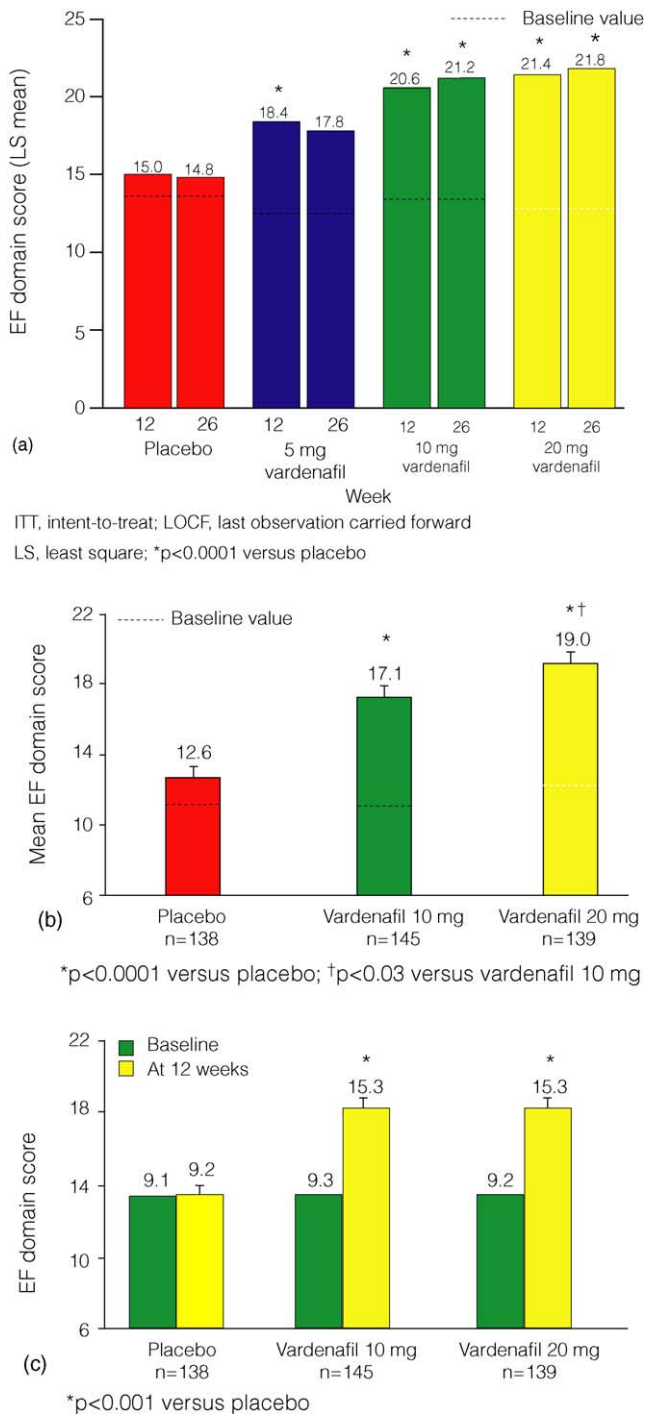 Baseline value
EF domain score (LS mean)
25
20
15
10
5
0
15.0
14.8
*
18.4
17.8
*
20.6
*
21.2
*
21.4
*
21.8
12 26 12 26 12 26 12 26
Placebo
5 mg
vardenafil
10 mg
vardenafil
20 mg
vardenafil
(a)
Week
ITT, intent-to-treat; LOCF, last observation carried forward
LS, least square; *p<0.0001 versus placebo
Baseline value
Mean EF domain score
22
18
14
10
6
12.6
*
17.1
*†
19.0
Placebo
n=138
Vardenafil 10 mg
n=145
Vardenafil 20 mg
n=139
(b)
*p<0.0001 versus placebo; †p<0.03 versus vardenafil 10 mg
Baseline
At 12 weeks
EF domain score
22
18
14
10
6
9.1
9.2
9.3
*
15.3
9.2
*
15.3
Placebo
n=138
Vardenafil 10 mg
n=145
Vardenafil 20 mg
n=139
(c)
*p<0.001 versus placebo